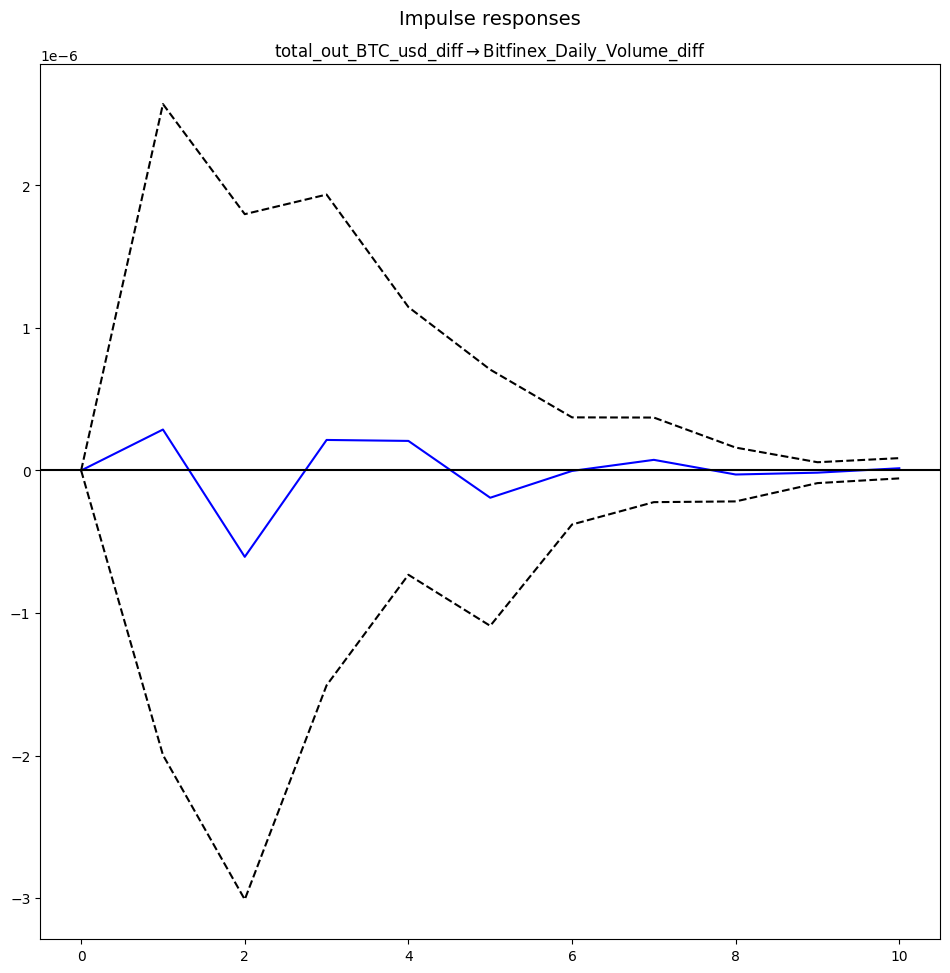 Impulse responses
total_out_BTC_usd_diff→Bitfinex_Daily_Volume_diff
1e−6
2
1
0
−1
−2
−3
0 2 4 6 8 10